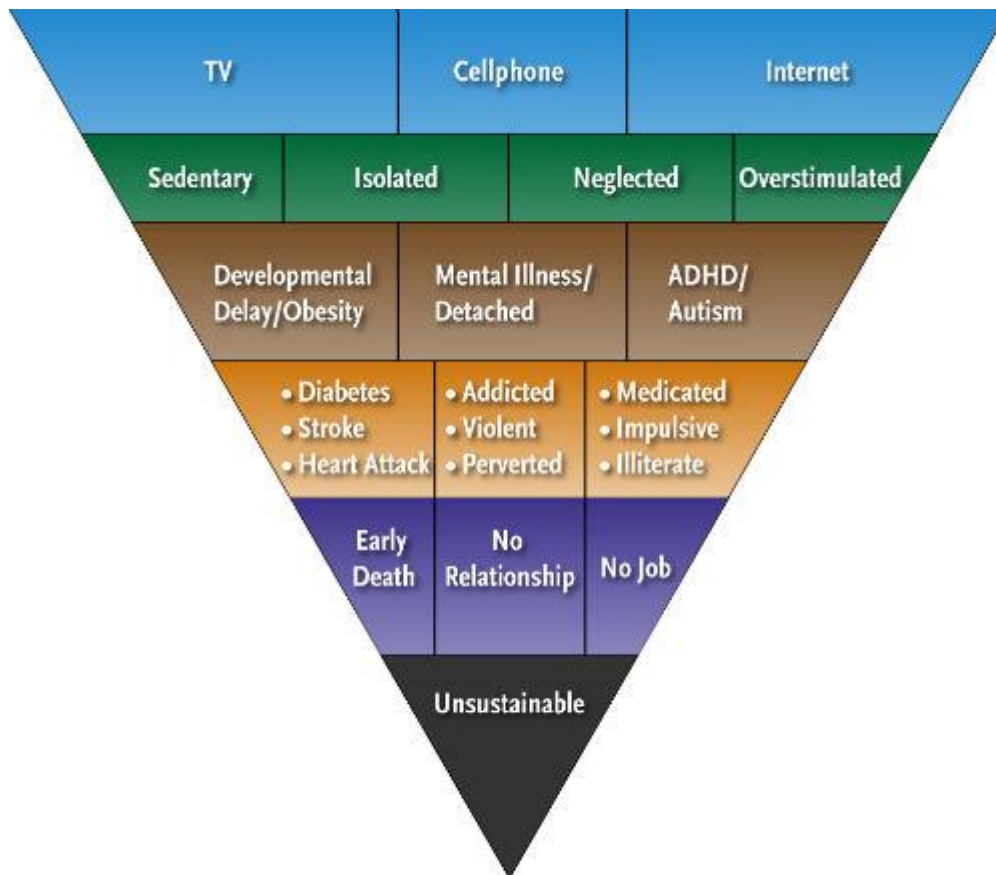 TV
Cellphone
Internet
Sedentary
Isolated
Neglected
Overstimulated
Developmental
Delay/Obesity
Mental Illness/
Detached
ADHD/
Autism
• Diabetes
• Stroke
• Heart Attack
• Addicted
• Violent
• Perverted
• Medicated
• Impulsive
• Illiterate
Early
Death
No
Relationship
No Job
Unsustainable